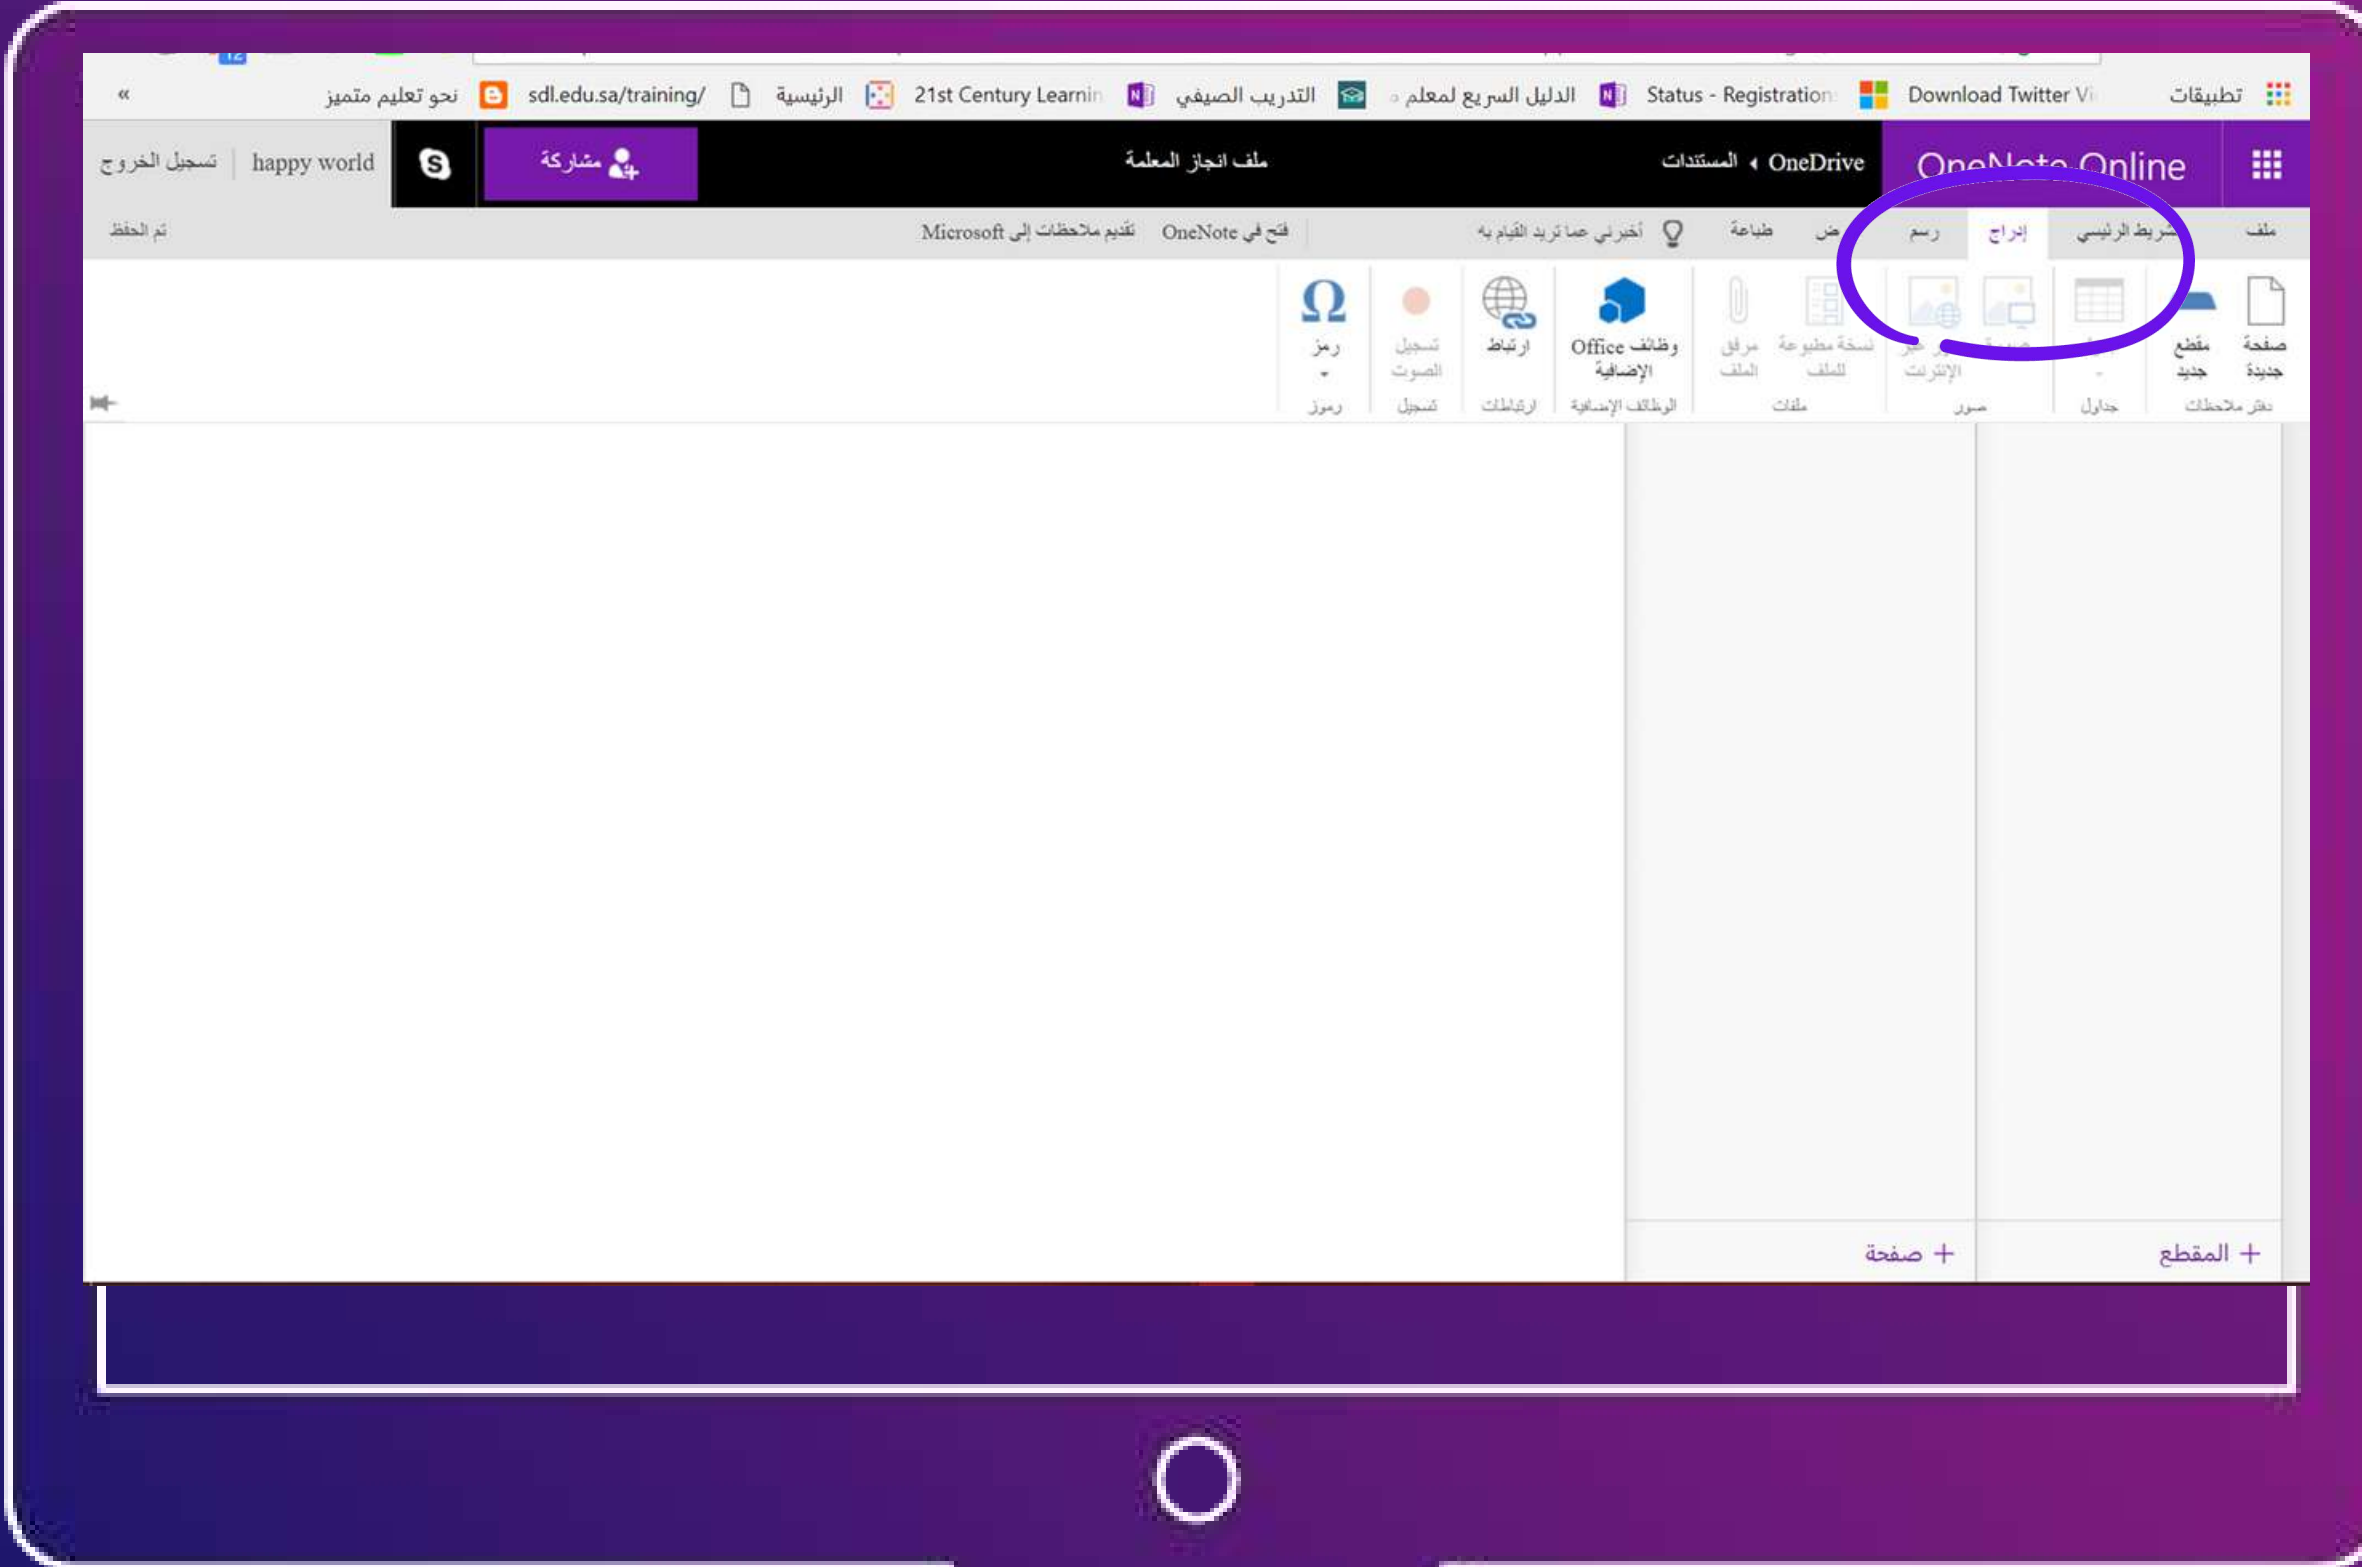 تطبيقات Download Twitter Vi Status - Registration الدليل السريع لمعلم التدريب الصيفي 21st Century Learnin الرئيسية sdl.edu.sa/training/ نحو تعليم متميز »
OneNote Online OneDrive المستندات ملف انجاز المعلمة مشاركة happy world تسجيل الخروج
ملف الرئيسي إدراج رسم طباعة أخبرني عما تريد القيام به فتح في OneNote تقديم ملاحظات إلى Microsoft تم الحفظ
صفحة جديدة
مقطع جديد
عبر الإنترنت
نسخة مطبوعة للملف
مرفق الملف
وظائف Office الإضافية
ارتباط
تسجيل الصوت
رمز
دفتر ملاحظات جداول صور ملفات الوظائف الإضافية ارتباطات تسجيل رموز
+ المقطع + صفحة